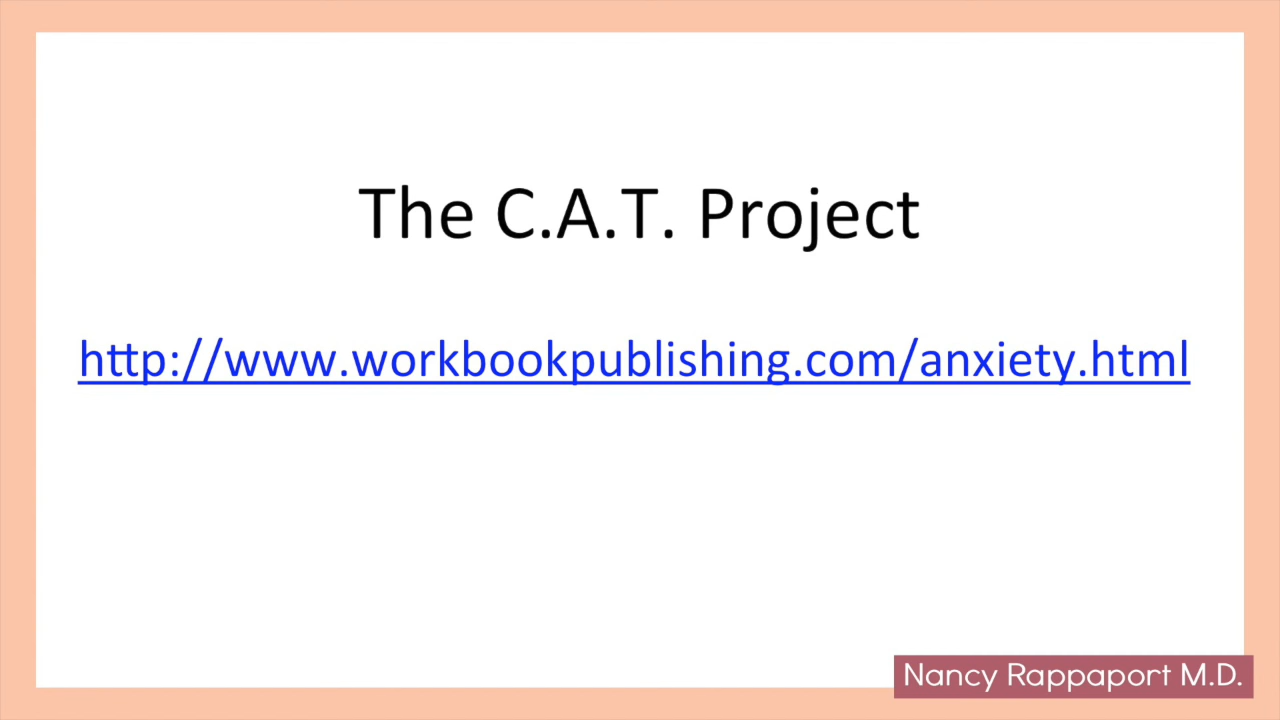 The C.A.T. Project
http://www.workbookpublishing.com/anxiety.html
Nancy Rappaport M.D.